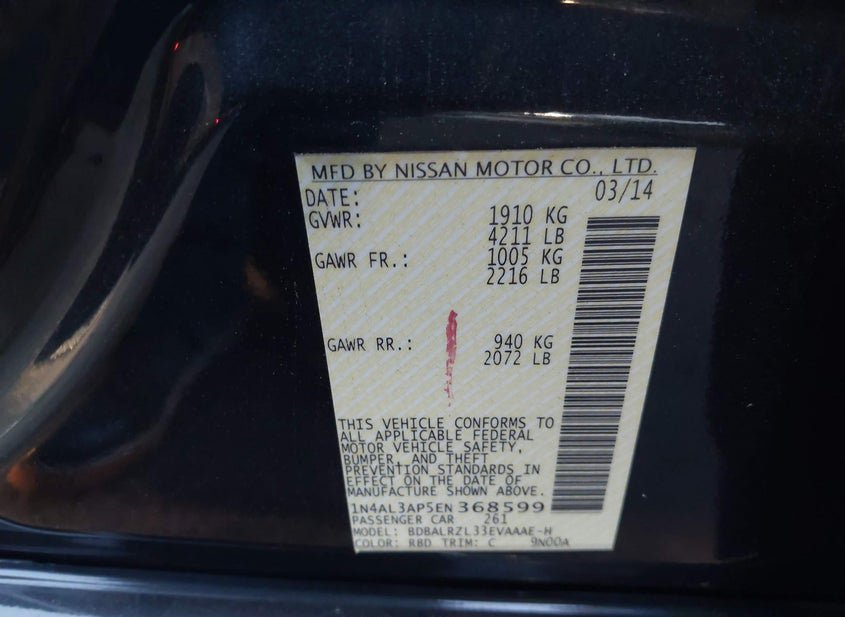 MFD BY NISSAN MOTOR CO., LTD.
DATE: 03/14
GVWR: 1910 KG
4211 LB
GAWR FR.: 1005 KG
2216 LB
GAWR RR.: 940 KG
2072 LB
THIS VEHICLE CONFORMS TO
ALL APPLICABLE FEDERAL
MOTOR VEHICLE SAFETY,
BUMPER, AND THEFT
PREVENTION STANDARDS IN
EFFECT ON THE DATE OF
MANUFACTURE SHOWN ABOVE.
1N4AL3AP5EN368599
PASSENGER CAR 261
MODEL: BDBALRZL33EVAAAE-H
COLOR: RBD TRIM: C 9N00A